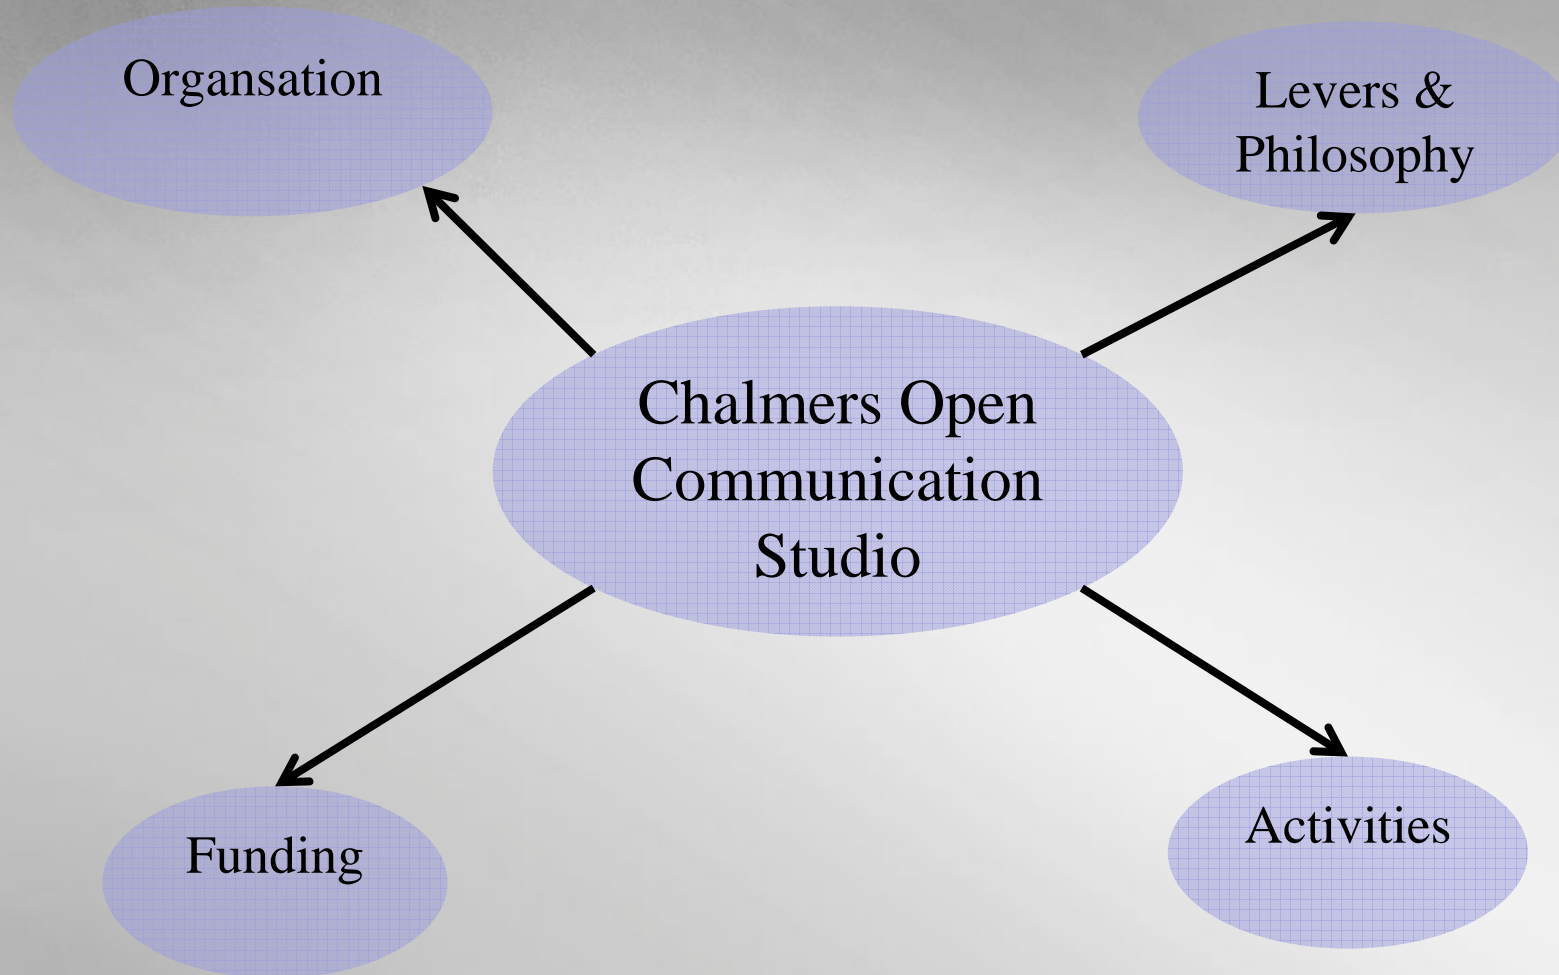 Organsation
Levers &
Philosophy
Chalmers Open
Communication
Studio
Funding
Activities